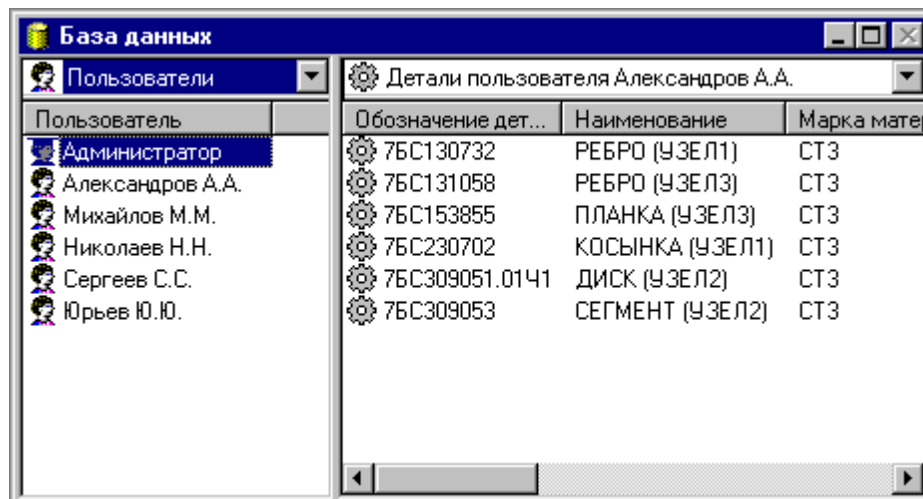 База данных
Пользователи
Детали пользователя Александров А.А.
Пользователь
Администратор
Александров А.А.
Михайлов М.М.
Николаев Н.Н.
Сергеев С.С.
Юрьев Ю.Ю.
Обозначение дет... Наименование Марка мате
7БС130732 РЕБРО (УЗЕЛ1) СТ3
7БС131058 РЕБРО (УЗЕЛ3) СТ3
7БС153855 ПЛАНКА (УЗЕЛ3) СТ3
7БС230702 КОСЫНКА (УЗЕЛ1) СТ3
7БС309051.01Ч1 ДИСК (УЗЕЛ2) СТ3
7БС309053 СЕГМЕНТ (УЗЕЛ2) СТ3